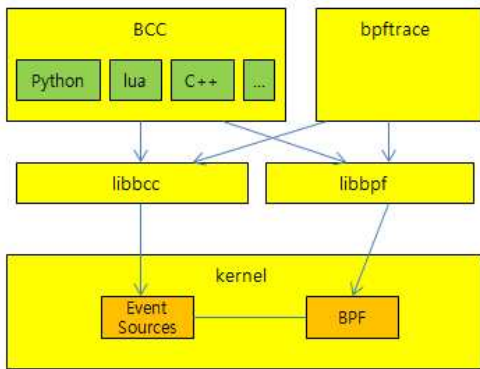 BCC
bpftrace
Python
lua
C++
...
libbcc
libbpf
kernel
Event
Sources
BPF